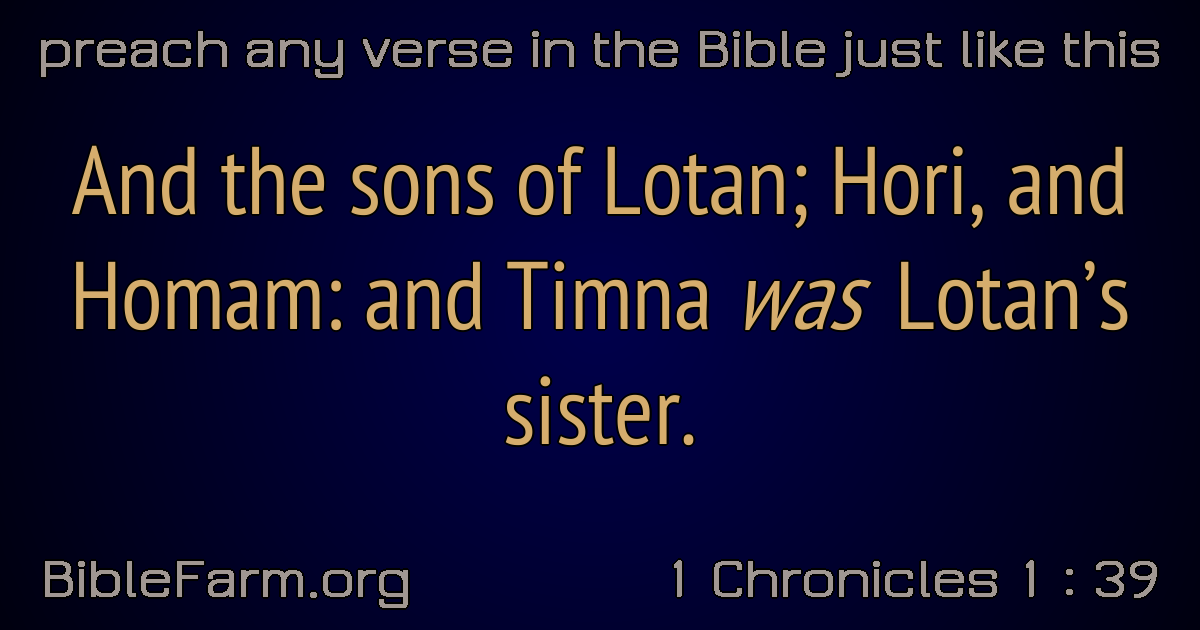 preach any verse in the Bible just like this
And the sons of Lotan; Hori, and
Homam: and Timna was Lotan’s
sister.
BibleFarm.org
1 Chronicles 1 : 39